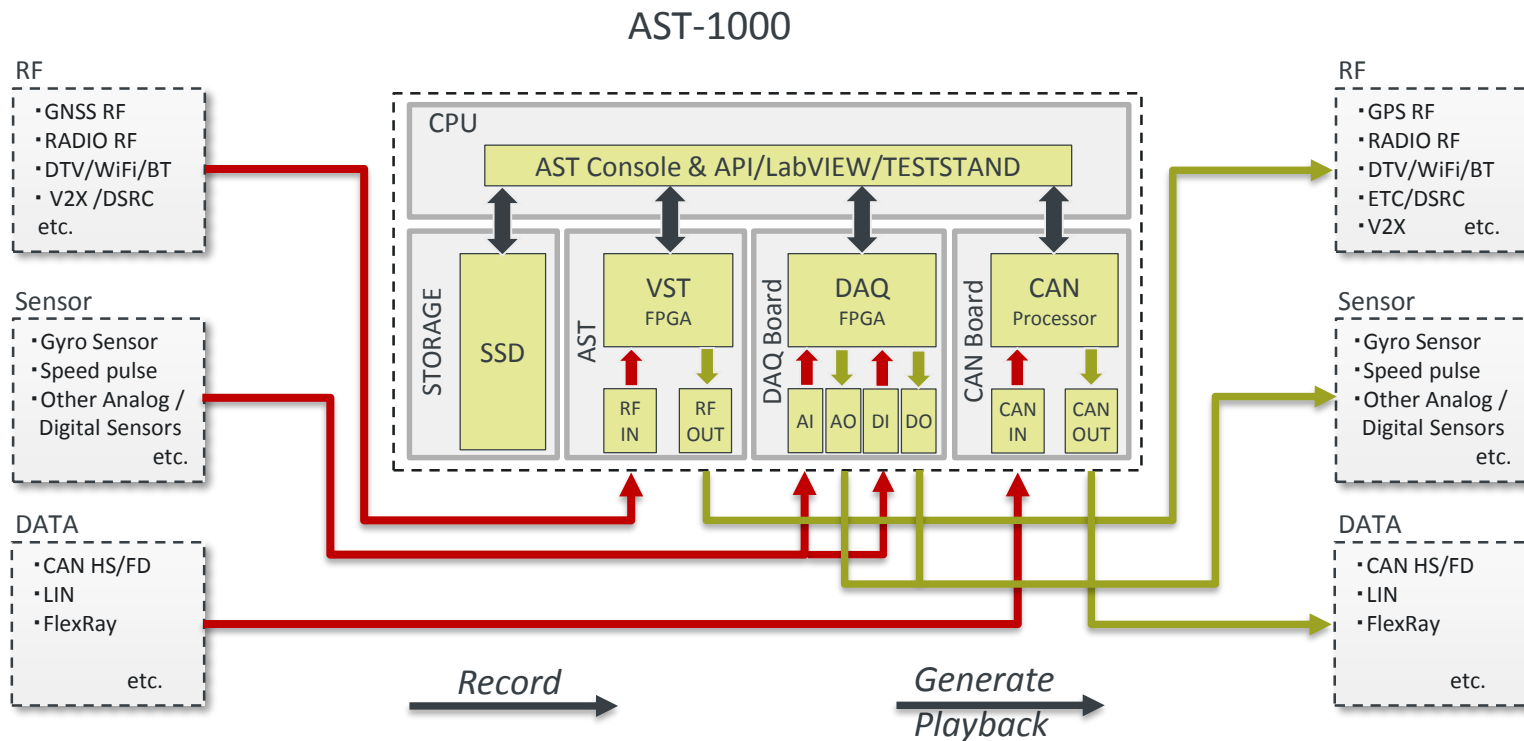 AST-1000
RF
・GNSS RF
・RADIO RF
・DTV/WiFi/BT
・V2X /DSRC
etc.
Sensor
・Gyro Sensor
・Speed pulse
・Other Analog /
Digital Sensors
etc.
DATA
・CAN HS/FD
・LIN
・FlexRay
etc.
CPU
AST Console & API/LabVIEW/TESTSTAND
STORAGE
SSD
AST
VST
FPGA
RF
IN
RF
OUT
DAQ Board
DAQ
FPGA
AI
AO
DI
DO
CAN Board
CAN
Processor
CAN
IN
CAN
OUT
RF
・GPS RF
・RADIO RF
・DTV/WiFi/BT
・ETC/DSRC
・V2X etc.
Sensor
・Gyro Sensor
・Speed pulse
・Other Analog /
Digital Sensors
etc.
DATA
・CAN HS/FD
・LIN
・FlexRay
etc.
Record
Generate
Playback